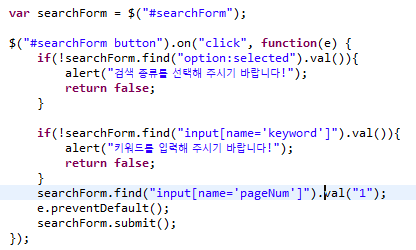 var searchForm = $("#searchForm");

$("#searchForm button").on("click", function(e) {
    if(!searchForm.find("option:selected").val()){
        alert("검색 종류를 선택해 주시기 바랍니다!");
        return false;
    }

    if(!searchForm.find("input[name='keyword']").val()){
        alert("키워드를 입력해 주시기 바랍니다!");
        return false;
    }
    searchForm.find("input[name='pageNum']").val("1");
    e.preventDefault();
    searchForm.submit();
});